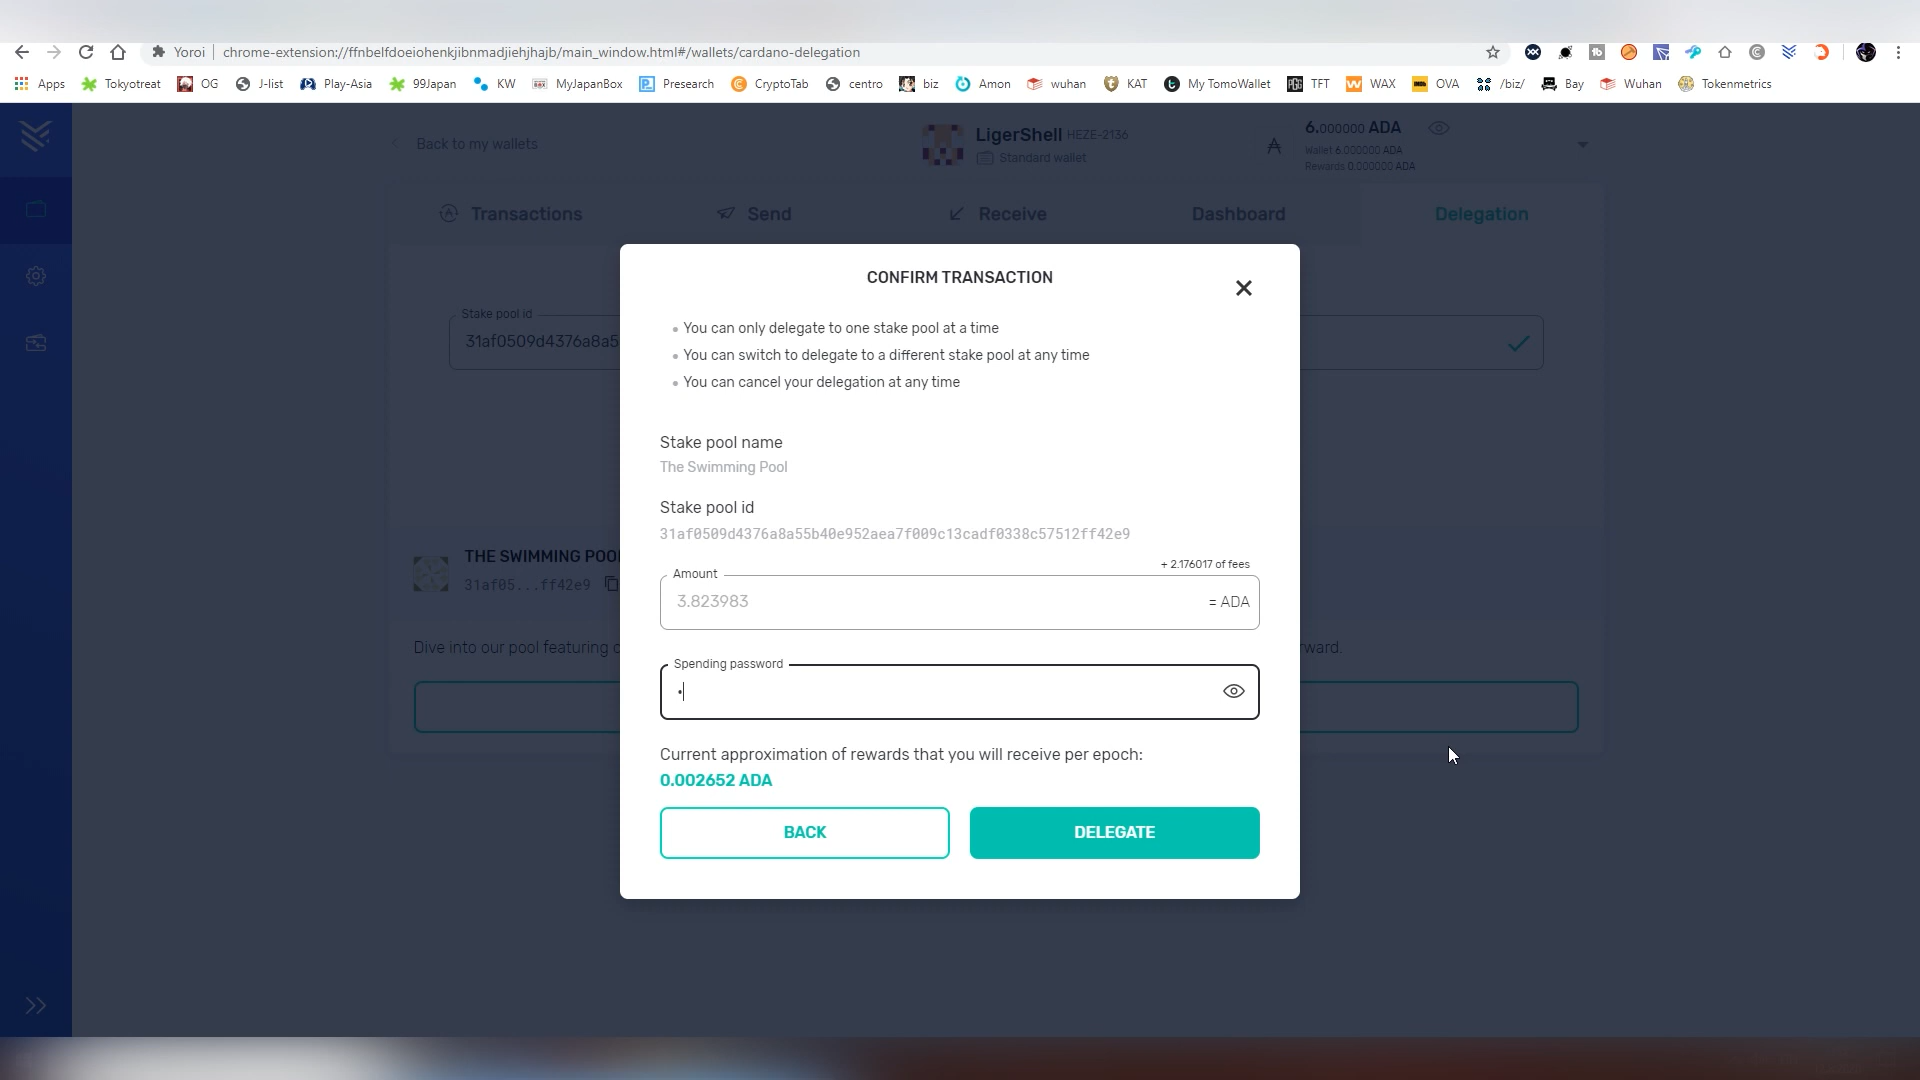 Yoroi
chrome-extension://ffnbelfdoeiohenkjibnmadjiehjhajb/main_window.html#/wallets/cardano-delegation
Apps Tokyotreat OG J-list Play-Asia 99Japan KW MyJapanBox Presearch CryptoTab centro biz Amon wuhan KAT My TomoWallet TFT WAX OVA /biz/ Bay Wuhan Tokenmetrics
Back to my wallets
LigerShell HEZE-2136
Standard wallet
6.000000 ADA
Wallet 6.000000 ADA
Rewards 0.000000 ADA
Transactions Send Receive Dashboard Delegation
Stake pool id
31af0509d4376a8a5
CONFIRM TRANSACTION
• You can only delegate to one stake pool at a time
• You can switch to delegate to a different stake pool at any time
• You can cancel your delegation at any time
Stake pool name
The Swimming Pool
Stake pool id
31af0509d4376a8a55b40e952aea7f009c13cadf0338c57512ff42e9
+ 2.176017 of fees
Amount
3.823983
= ADA
Spending password
•
Current approximation of rewards that you will receive per epoch:
0.002652 ADA
BACK DELEGATE
THE SWIMMING POO
31af05...ff42e9
Dive into our pool featuring
ward.